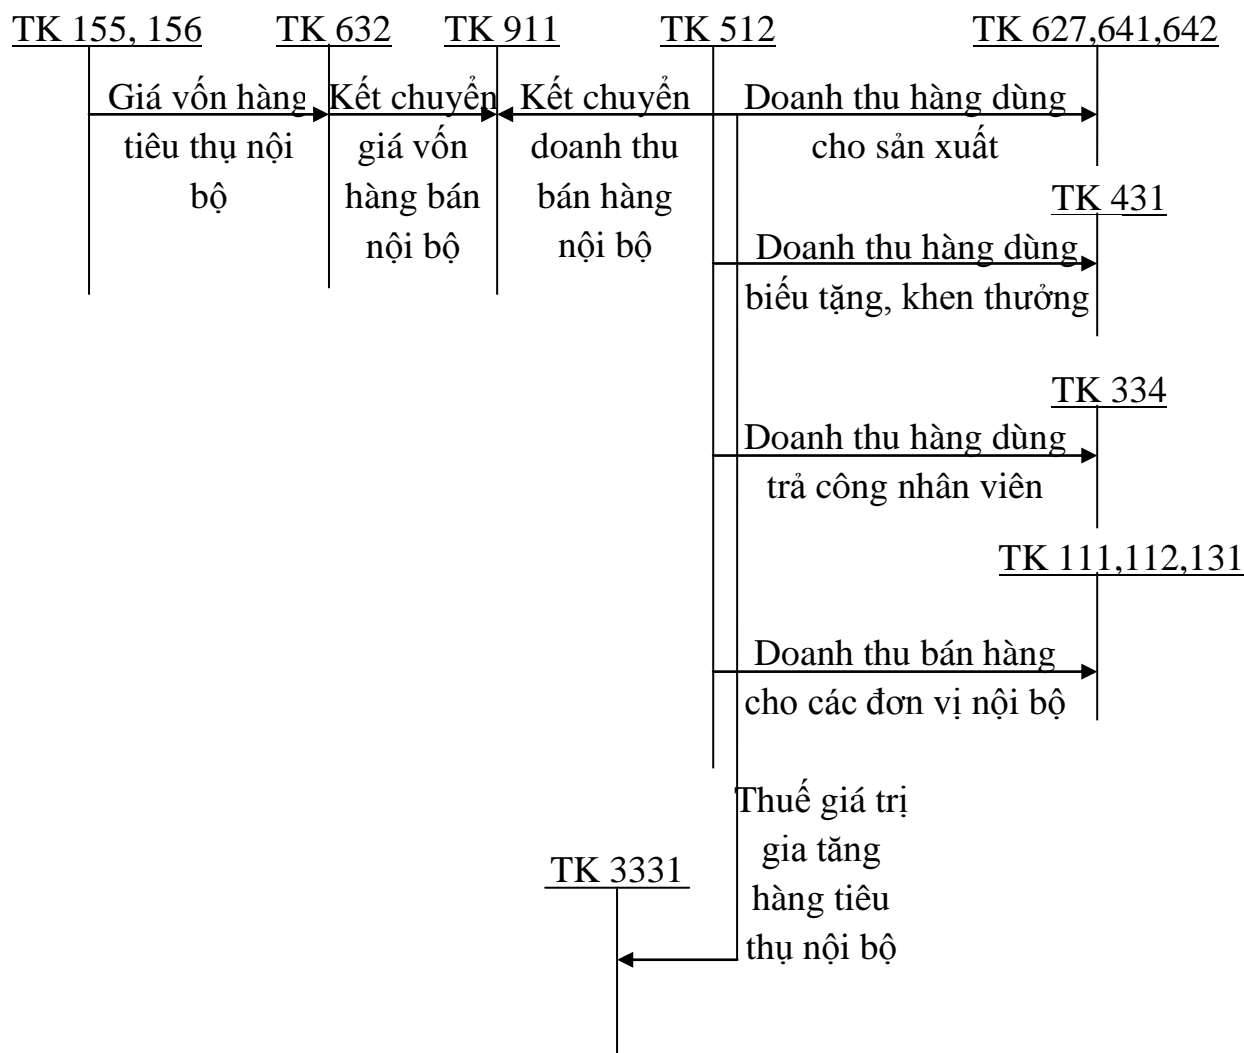 TK 155, 156
TK 632
TK 911
TK 512
TK 627,641,642
Giá vốn hàng
tiêu thụ nội
bộ
Kết chuyển
giá vốn
hàng bán
nội bộ
Kết chuyển
doanh thu
bán hàng
nội bộ
Doanh thu hàng dùng
cho sản xuất
TK 431
Doanh thu hàng dùng
biếu tặng, khen thưởng
TK 334
Doanh thu hàng dùng
trả công nhân viên
TK 111,112,131
Doanh thu bán hàng
cho các đơn vị nội bộ
Thuế giá trị
gia tăng
hàng tiêu
thụ nội bộ
TK 3331